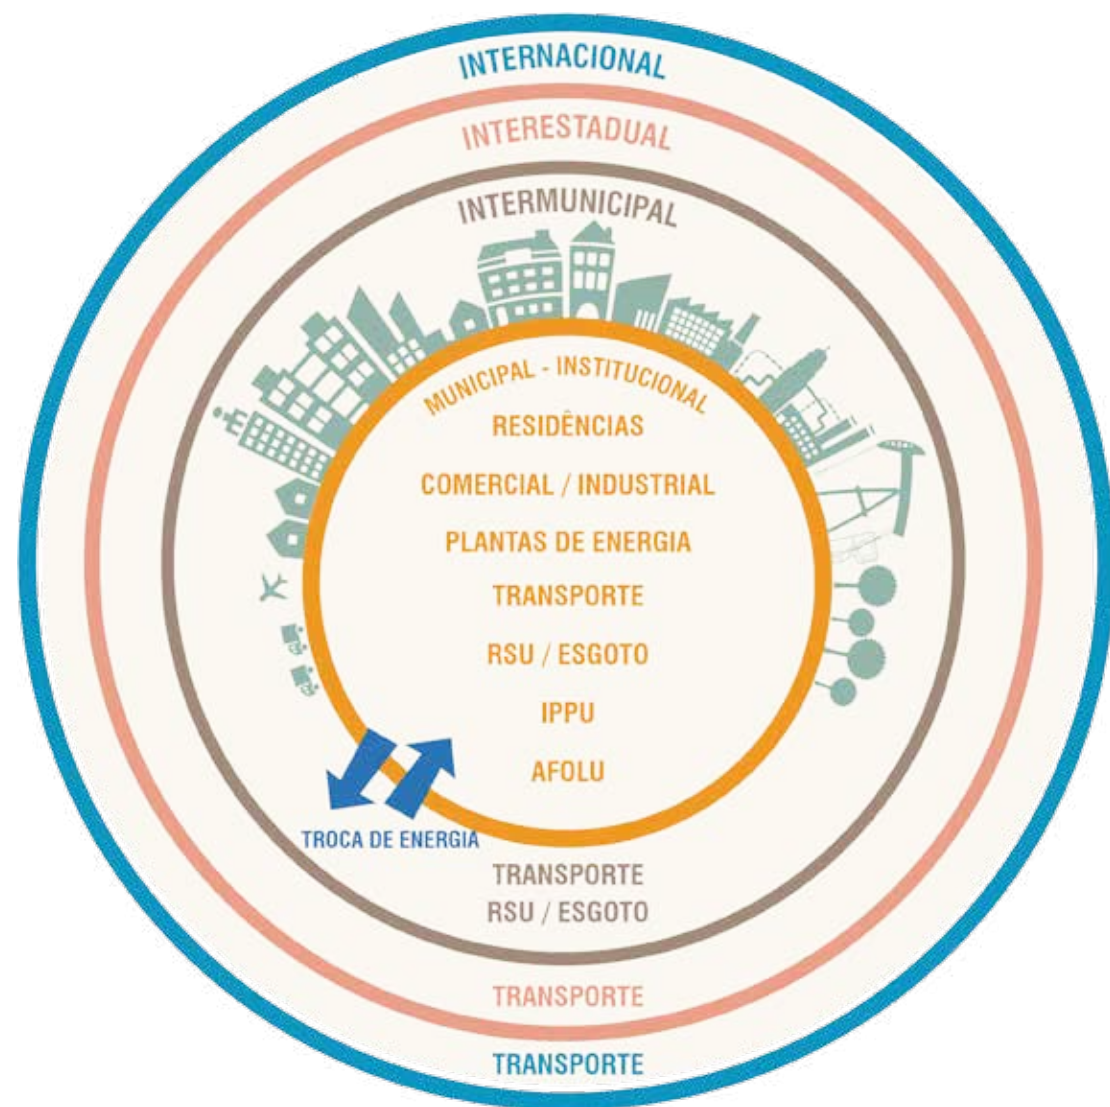 INTERNACIONAL
INTERESTADUAL
INTERMUNICIPAL
MUNICIPAL - INSTITUCIONAL
RESIDÊNCIAS
COMERCIAL / INDUSTRIAL
PLANTAS DE ENERGIA
TRANSPORTE
RSU / ESGOTO
IPPU
AFOLU
TROCA DE ENERGIA
TRANSPORTE
RSU / ESGOTO
TRANSPORTE
TRANSPORTE